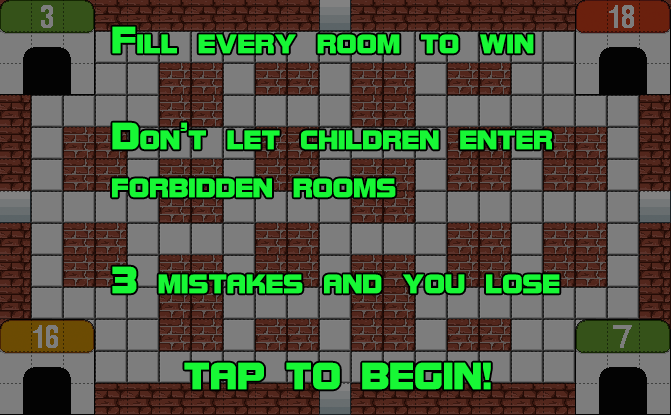 3
18
Fill every room to win
Don't let children enter
forbidden rooms
3 mistakes and you lose
16
7
TAP TO BEGIN!